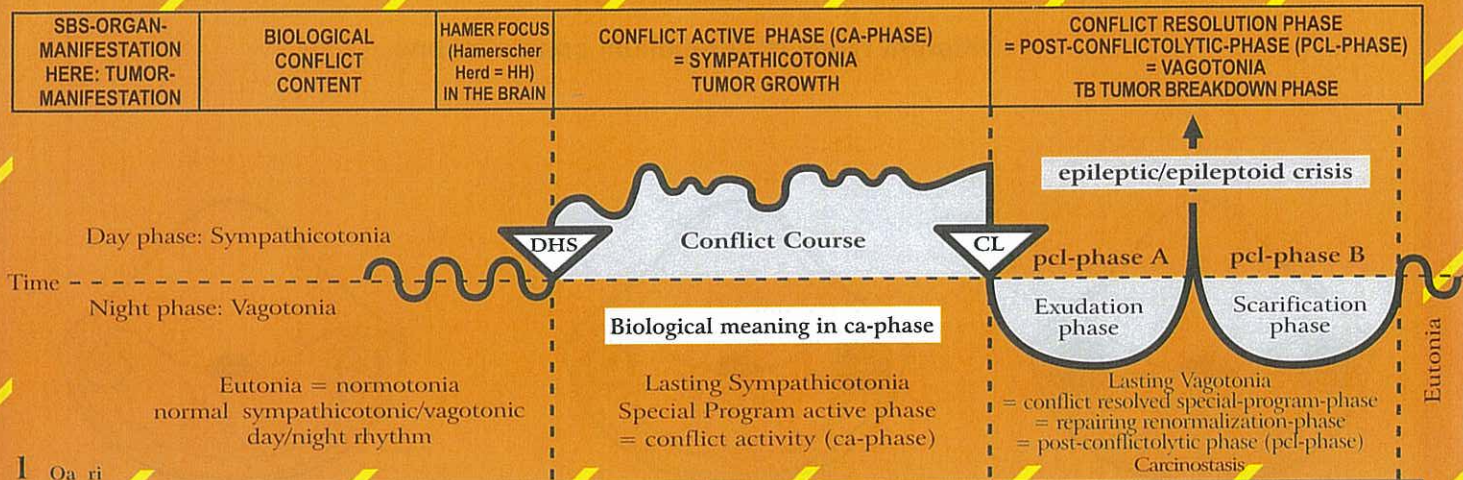 SBS-ORGAN-
MANIFESTATION
HERE: TUMOR-
MANIFESTATION
BIOLOGICAL
CONFLICT
CONTENT
HAMER FOCUS
(Hamerscher
Herd = HH)
IN THE BRAIN
CONFLICT ACTIVE PHASE (CA-PHASE)
= SYMPATHICOTONIA
TUMOR GROWTH
CONFLICT RESOLUTION PHASE
= POST-CONFLICTOLYTIC-PHASE (PCL-PHASE)
= VAGOTONIA
TB TUMOR BREAKDOWN PHASE
epileptic/epileptoid crisis
Day phase: Sympathicotonia
DHS
Conflict Course
CL
pcl-phase A
pcl-phase B
Time
Night phase: Vagotonia
Biological meaning in ca-phase
Exudation
phase
Scarification
phase
Eutonia
Eutonia = normotonia
normal sympathicotonic/vagotonic
day/night rhythm
Lasting Sympathicotonia
Special Program active phase
= conflict activity (ca-phase)
Lasting Vagotonia
= conflict resolved special-program-phase
= repairing renormalization-phase
= post-conflictolytic phase (pcl-phase)
Carcinostasis
1 Oa ri